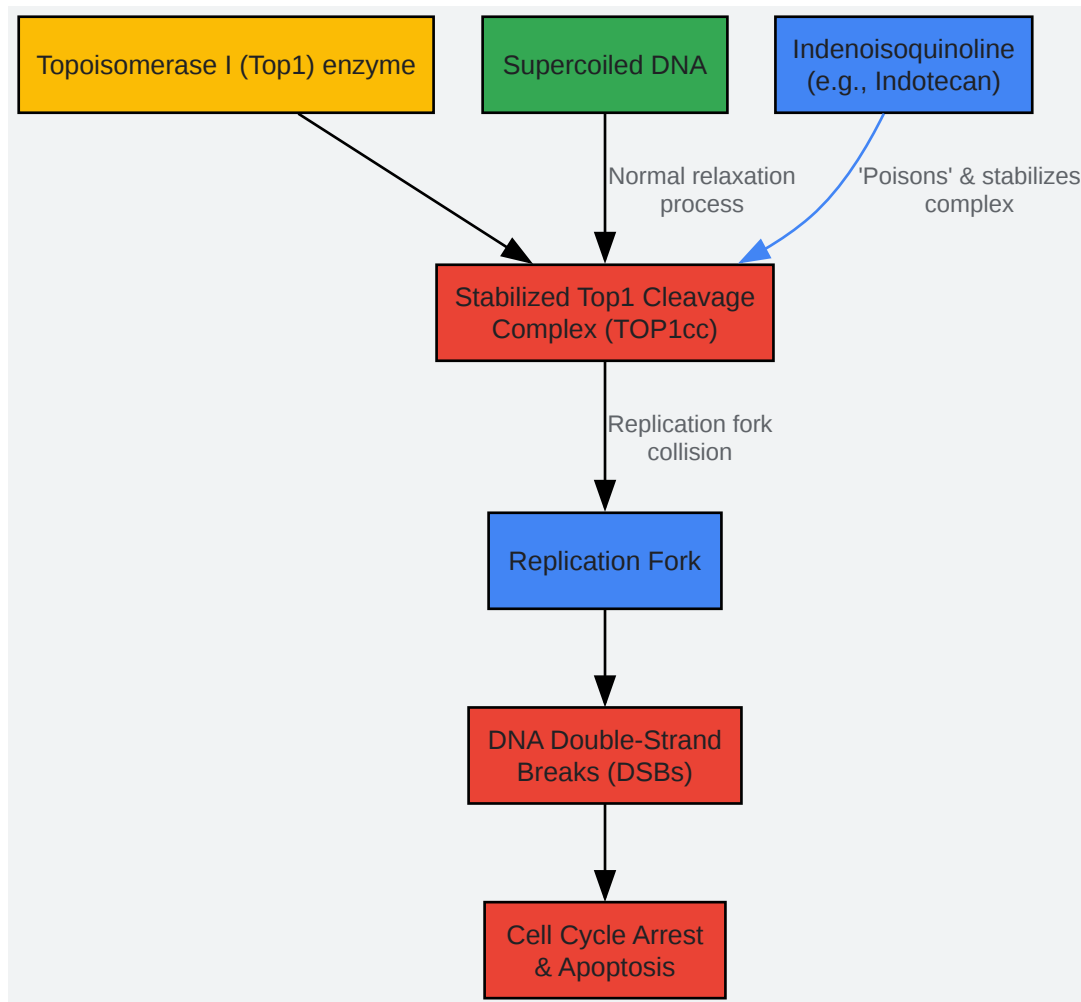 Topoisomerase I (Top1) enzyme
Supercoiled DNA
Indenoisoquinoline
(e.g., Indotecan)
Normal relaxation
process
'Poisons' & stabilizes
complex
Stabilized Top1 Cleavage
Complex (TOP1cc)
Replication fork
collision
Replication Fork
DNA Double-Strand
Breaks (DSBs)
Cell Cycle Arrest
& Apoptosis